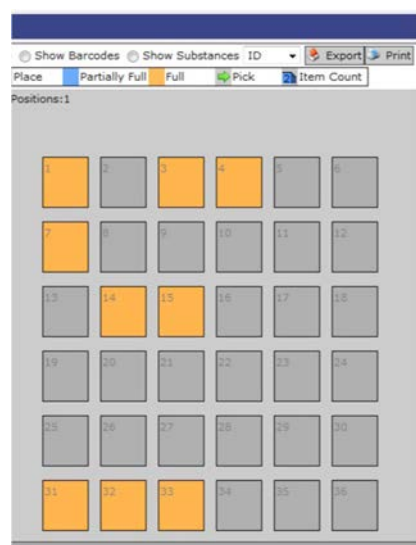 Show Barcodes Show Substances ID Export Print
Place Partially Full Full Pick Item Count
Positions:1
1 2 3 4 5 6
7 8 9 10 11 12
13 14 15 16 17 18
19 20 21 22 23 24
25 26 27 28 29 30
31 32 33 34 35 36